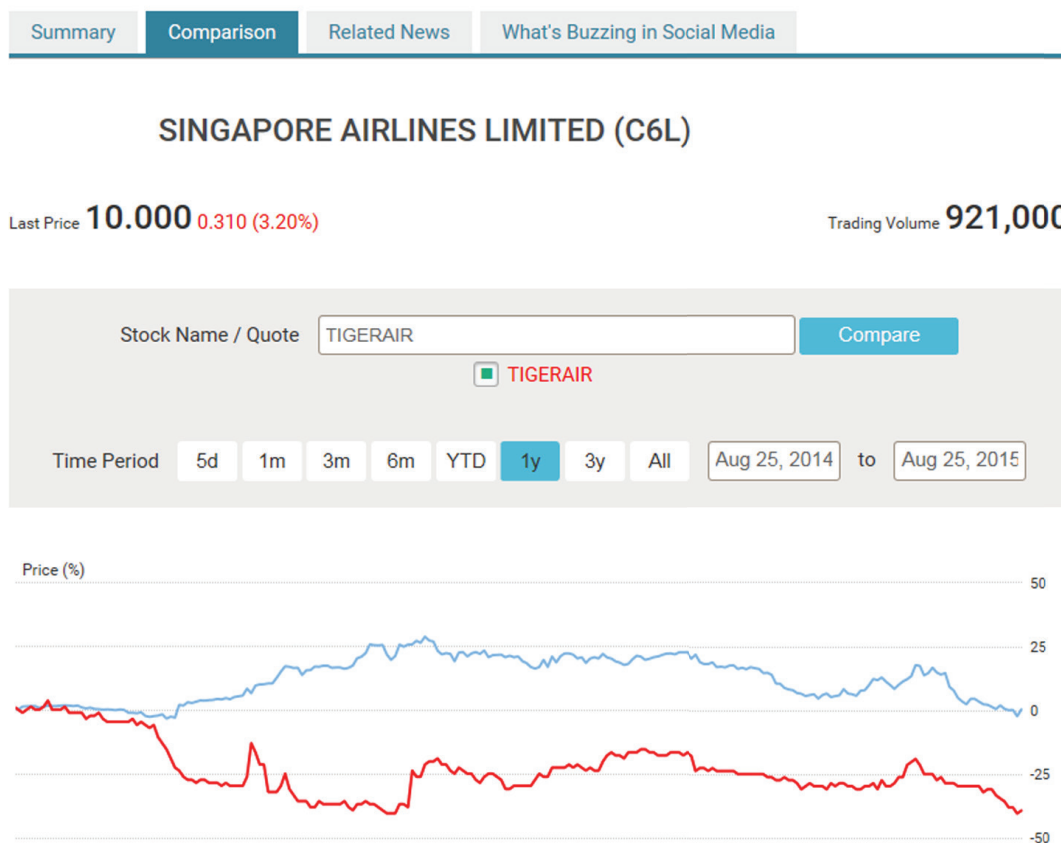 Summary Comparison Related News What's Buzzing in Social Media
SINGAPORE AIRLINES LIMITED (C6L)
Last Price 10.000 0.310 (3.20%) Trading Volume 921,000
Stock Name / Quote TIGERAIR Compare
TIGERAIR
Time Period 5d 1m 3m 6m YTD 1y 3y All Aug 25, 2014 to Aug 25, 2015
Price (%)
50
25
0
-25
-50